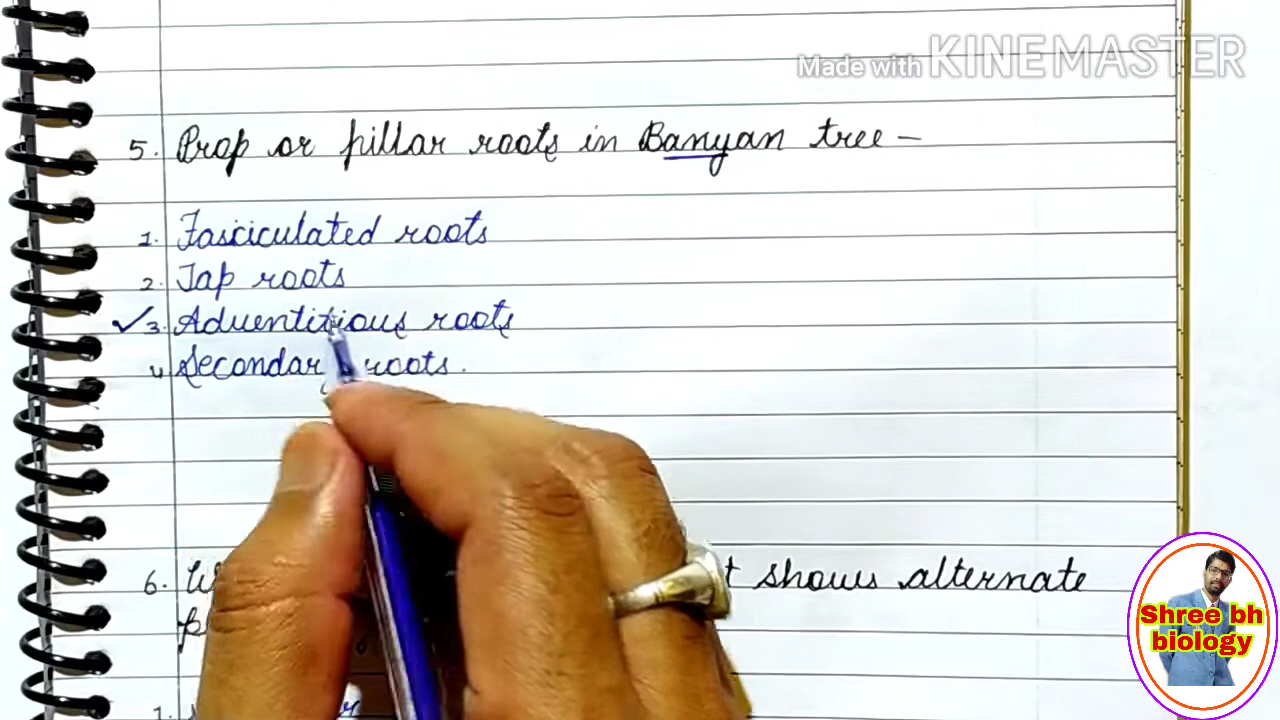 Made with KINEMASTER
5. Prop or pillar roots in Banyan tree –
1. Fasciculated roots
2. Tap roots
✓3. Adventitious roots
4. Secondary roots.
6. shows alternate
1.
Shree bh
biology